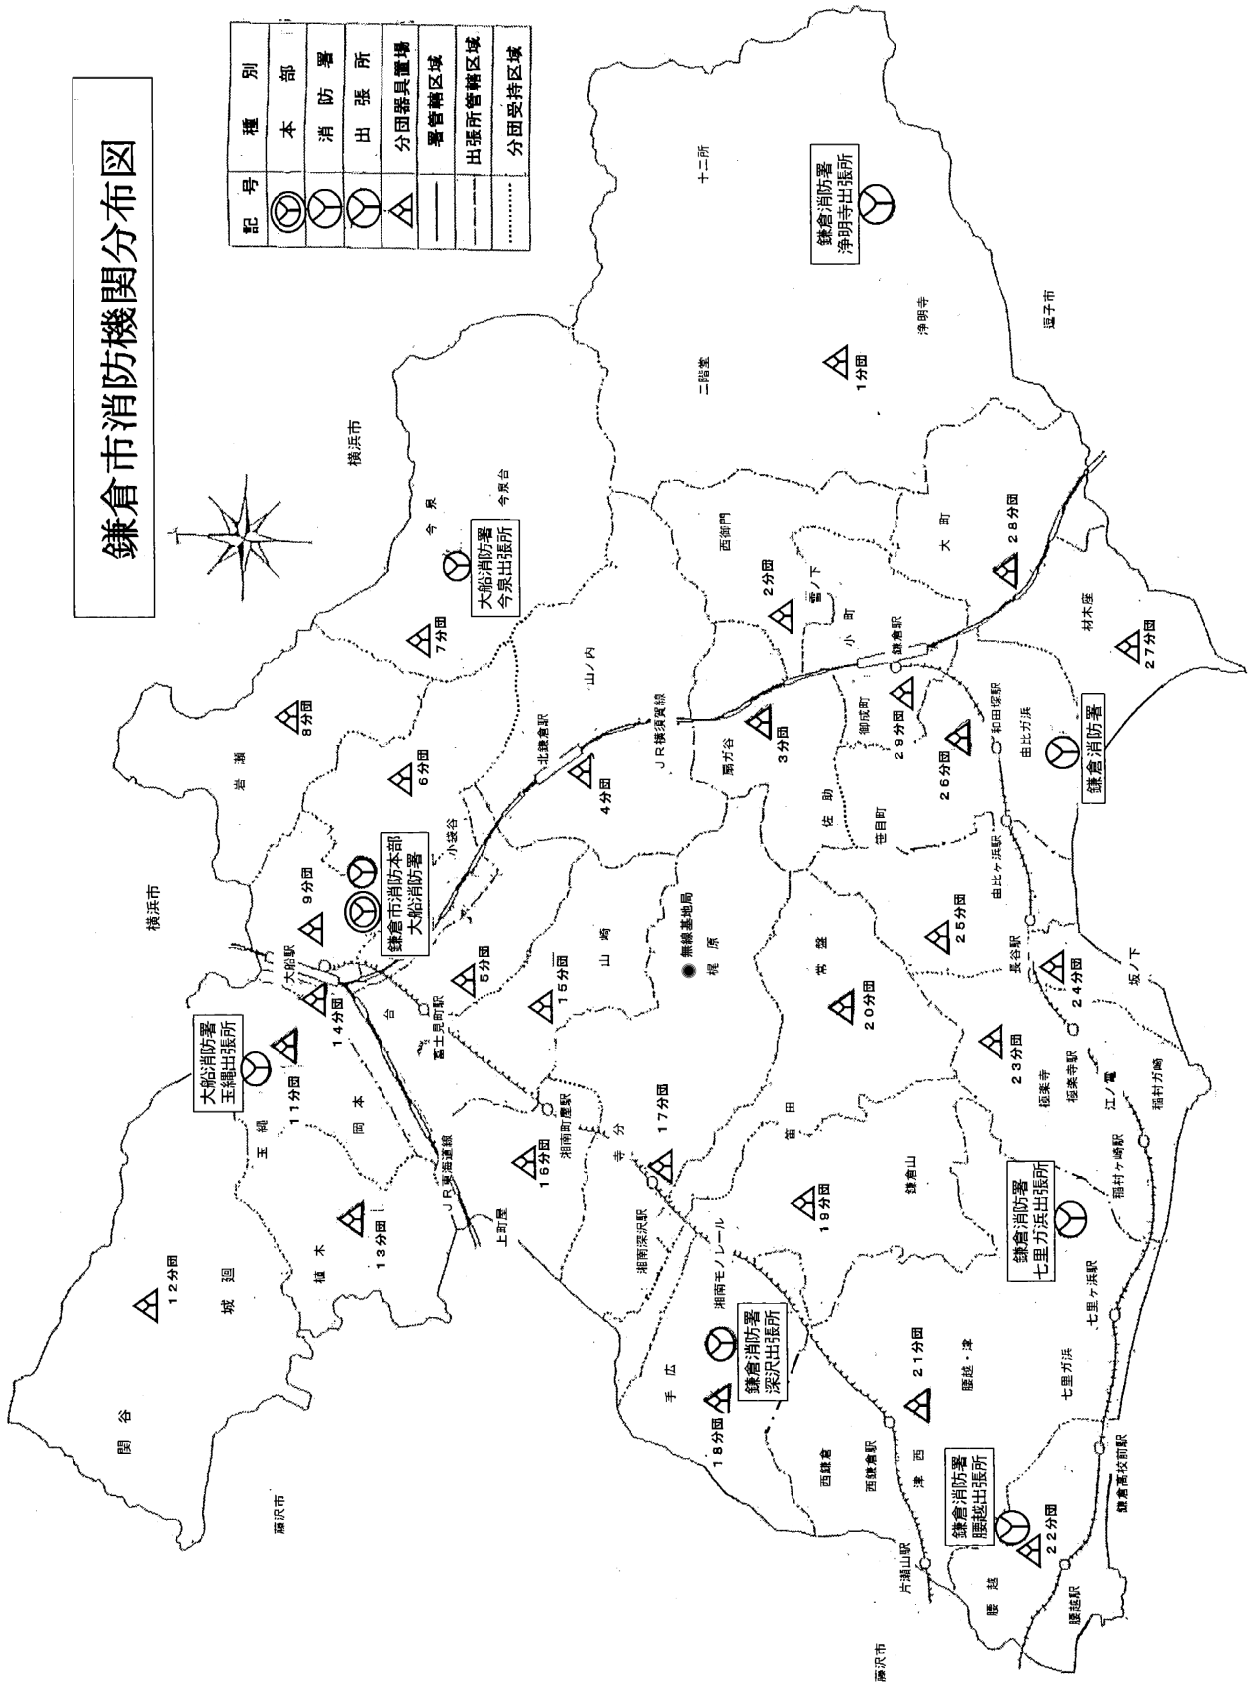 鎌倉市消防機関分布図
記号 種別
本部
消防署
出張所
分団器具置場
署管轄区域
出張所管轄区域
分団受持区域
横浜市
横浜市
藤沢市
藤沢市
逗子市
関谷
城廻
12分団
植木
13分団
玉縄
大船消防署
玉縄出張所
11分団
岡本
14分団
大船駅
9分団
岩瀬
8分団
鎌倉市消防本部
大船消防署
6分団
7分団
今泉
今泉台
大船消防署
今泉出張所
台
小袋谷
富士見町駅
5分団
北鎌倉駅
山ノ内
4分団
JR横須賀線
JR東海道線
上町屋
16分団
湘南町屋駅
15分団
山崎
寺分
17分団
湘南深沢駅
湘南モノレール
無線基地局
梶原
手広
18分団
鎌倉消防署
深沢出張所
19分団
笛田
鎌倉山
常盤
20分団
扇ガ谷
3分団
佐助
御成町
笹目町
西御門
2分団
雪ノ下
小町
鎌倉駅
29分団
二階堂
十二所
1分団
浄明寺
鎌倉消防署
浄明寺出張所
大町
28分団
材木座
27分団
26分団
和田塚駅
由比ガ浜
鎌倉消防署
由比ヶ浜駅
25分団
長谷駅
24分団
坂ノ下
23分団
極楽寺
極楽寺駅
江ノ電
稲村ガ崎
稲村ヶ崎駅
鎌倉消防署
七里ガ浜出張所
七里ヶ浜駅
七里ガ浜
腰越・津
21分団
西鎌倉
西鎌倉駅
津西
鎌倉消防署
腰越出張所
22分団
鎌倉高校前駅
片瀬山駅
腰越
腰越駅